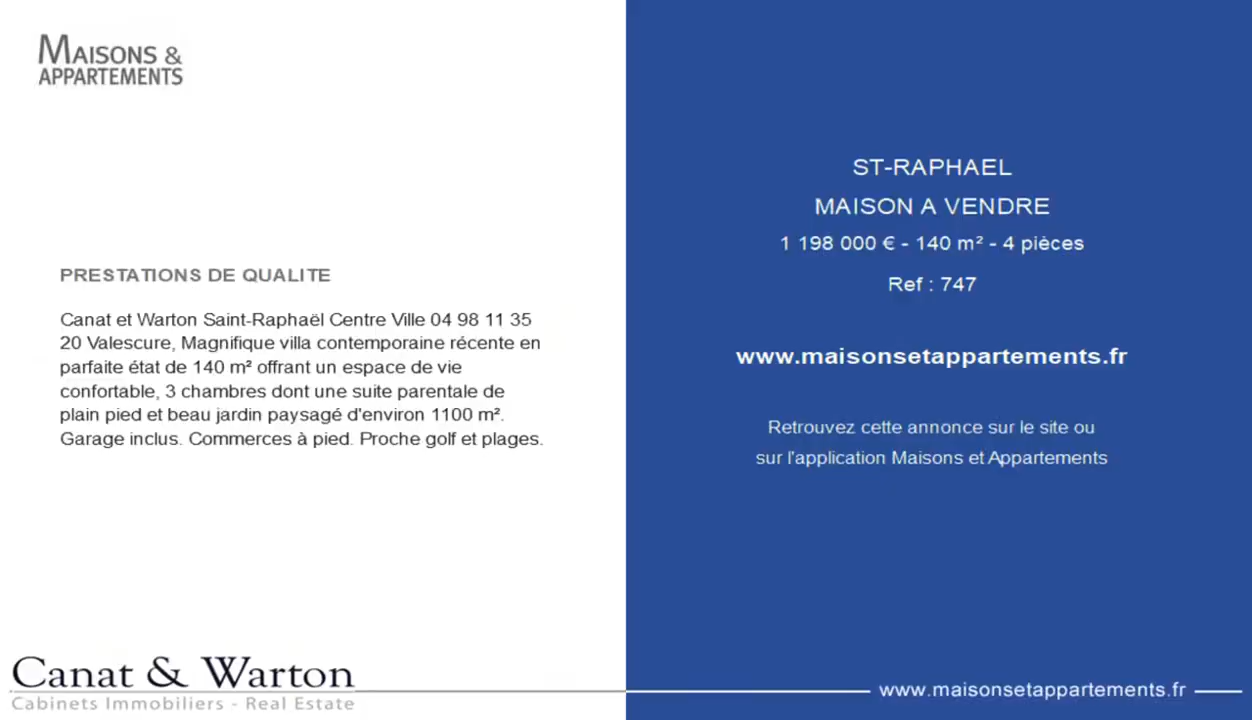 MAISONS &
APPARTEMENTS
PRESTATIONS DE QUALITE
Canat et Warton Saint-Raphaël Centre Ville 04 98 11 35
20 Valescure, Magnifique villa contemporaine récente en
parfaite état de 140 m² offrant un espace de vie
confortable, 3 chambres dont une suite parentale de
plain pied et beau jardin paysagé d'environ 1100 m².
Garage inclus. Commerces à pied. Proche golf et plages.
Canat & Warton
Cabinets Immobiliers - Real Estate
ST-RAPHAEL
MAISON A VENDRE
1 198 000 € - 140 m² - 4 pièces
Ref : 747
www.maisonsetappartements.fr
Retrouvez cette annonce sur le site ou
sur l'application Maisons et Appartements
www.maisonsetappartements.fr